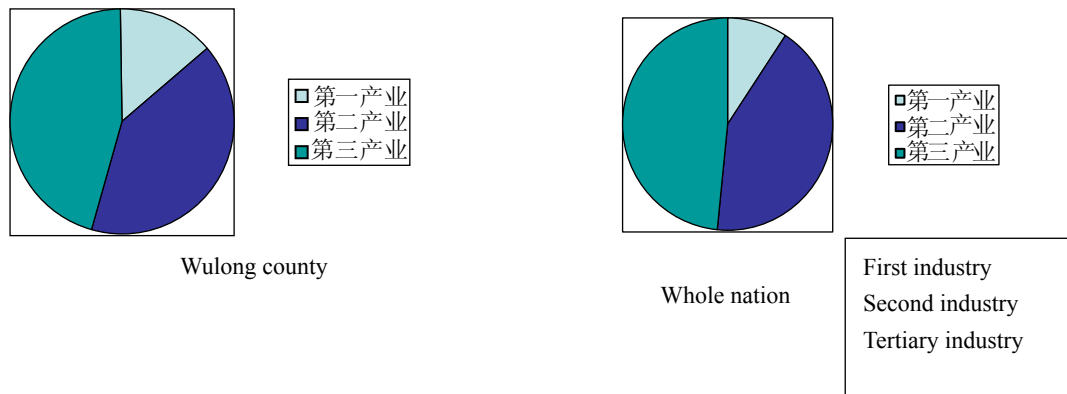 第一产业
第二产业
第三产业
Wulong county
第一产业
第二产业
第三产业
Whole nation
First industry
Second industry
Tertiary industry